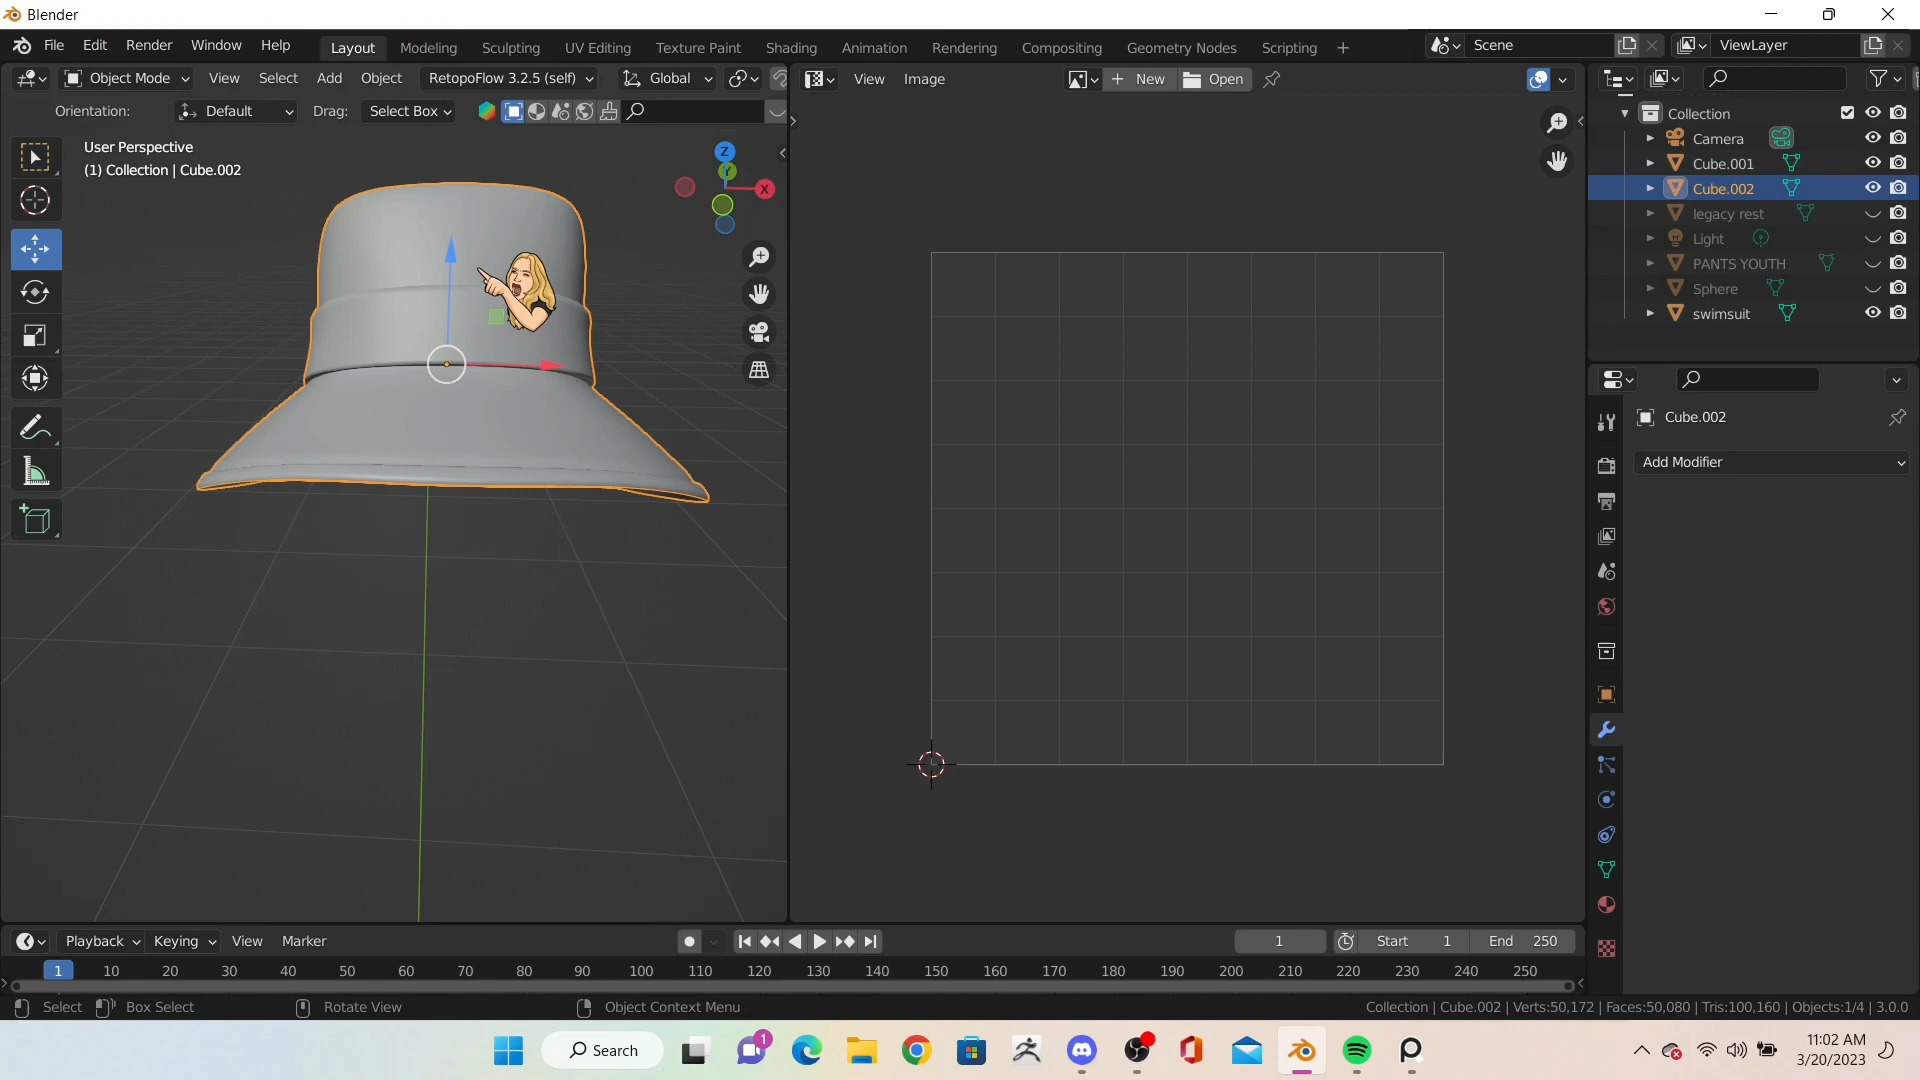 Blender
File Edit Render Window Help Layout Modeling Sculpting UV Editing Texture Paint Shading Animation Rendering Compositing Geometry Nodes Scripting + Scene ViewLayer
Object Mode View Select Add Object RetopoFlow 3.2.5 (self) Global View Image + New Open
Orientation: Default Drag: Select Box
User Perspective
(1) Collection | Cube.002
Z
Y
X
Collection
Camera
Cube.001
Cube.002
legacy rest
Light
PANTS YOUTH
Sphere
swimsuit
Cube.002
Add Modifier
Playback Keying View Marker 1 Start 1 End 250
1 10 20 30 40 50 60 70 80 90 100 110 120 130 140 150 160 170 180 190 200 210 220 230 240 250
Select Box Select Rotate View Object Context Menu Collection | Cube.002 | Verts:50,172 | Faces:50,080 | Tris:100,160 | Objects:1/4 | 3.0.0
Search 1 11:02 AM
3/20/2023